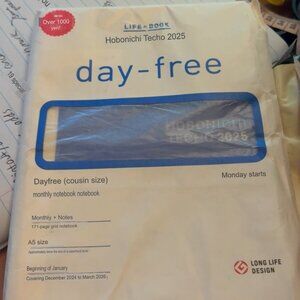 LIFE=BOOK
Hobonichi Techo 2025
Over 1000
day-free
HOBONICHI
TECHO 2025
Dayfree (cousin size)
Monday starts
monthly notebook notebook
Monthly + Notes
171-page grid notebook
A5 size
Beginning of January
Covering December 2024 to March 2026
LONG LIFE
DESIGN